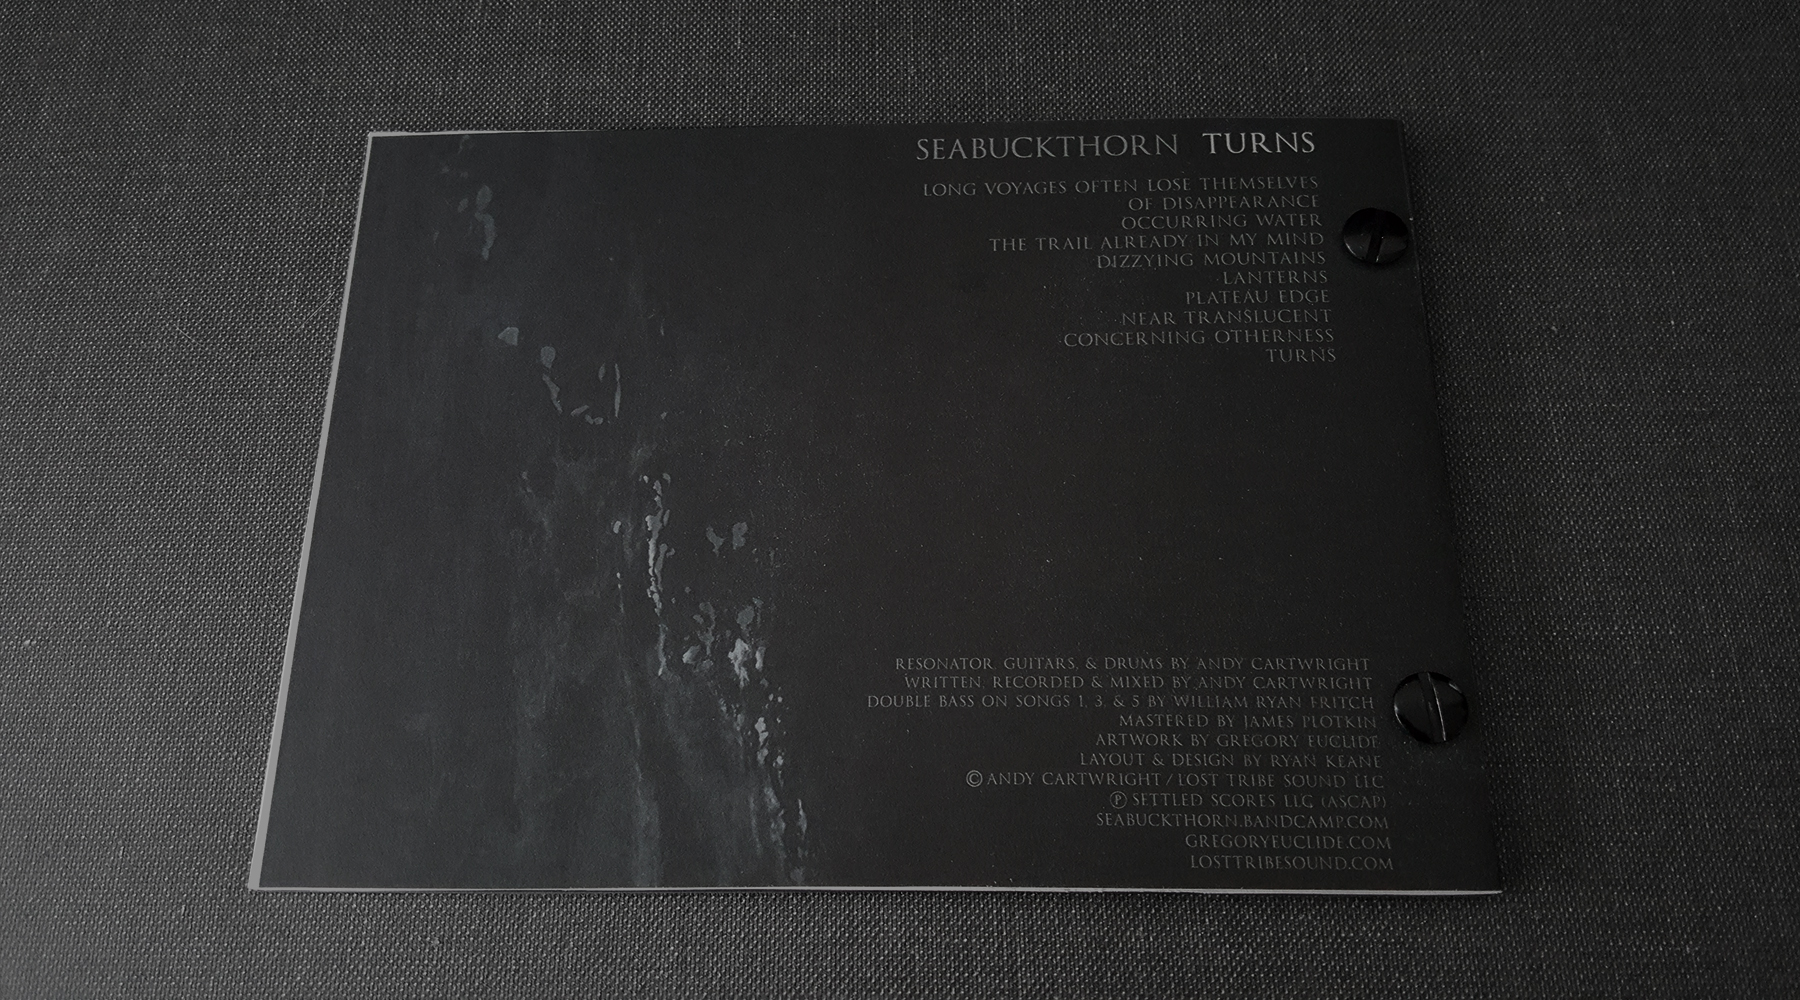 SEABUCKTHORN TURNS
LONG VOYAGES OFTEN LOSE THEMSELVES
OF DISAPPEARANCE
OCCURRING WATER
THE TRAIL ALREADY IN MY MIND
DIZZYING MOUNTAINS
LANTERNS
PLATEAU EDGE
NEAR TRANSLUCENT
CONCERNING OTHERNESS
TURNS
RESONATOR, GUITARS, & DRUMS BY ANDY CARTWRIGHT
WRITTEN, RECORDED & MIXED BY ANDY CARTWRIGHT
DOUBLE BASS ON SONGS 1, 3, & 5 BY WILLIAM RYAN FRITCH
MASTERED BY JAMES PLOTKIN
ARTWORK BY GREGORY EUCLIDE
LAYOUT & DESIGN BY RYAN KEANE
© ANDY CARTWRIGHT / LOST TRIBE SOUND LLC
℗ SETTLED SCORES LLC (ASCAP)
SEABUCKTHORN.BANDCAMP.COM
GREGORYEUCLIDE.COM
LOSTTRIBESOUND.COM